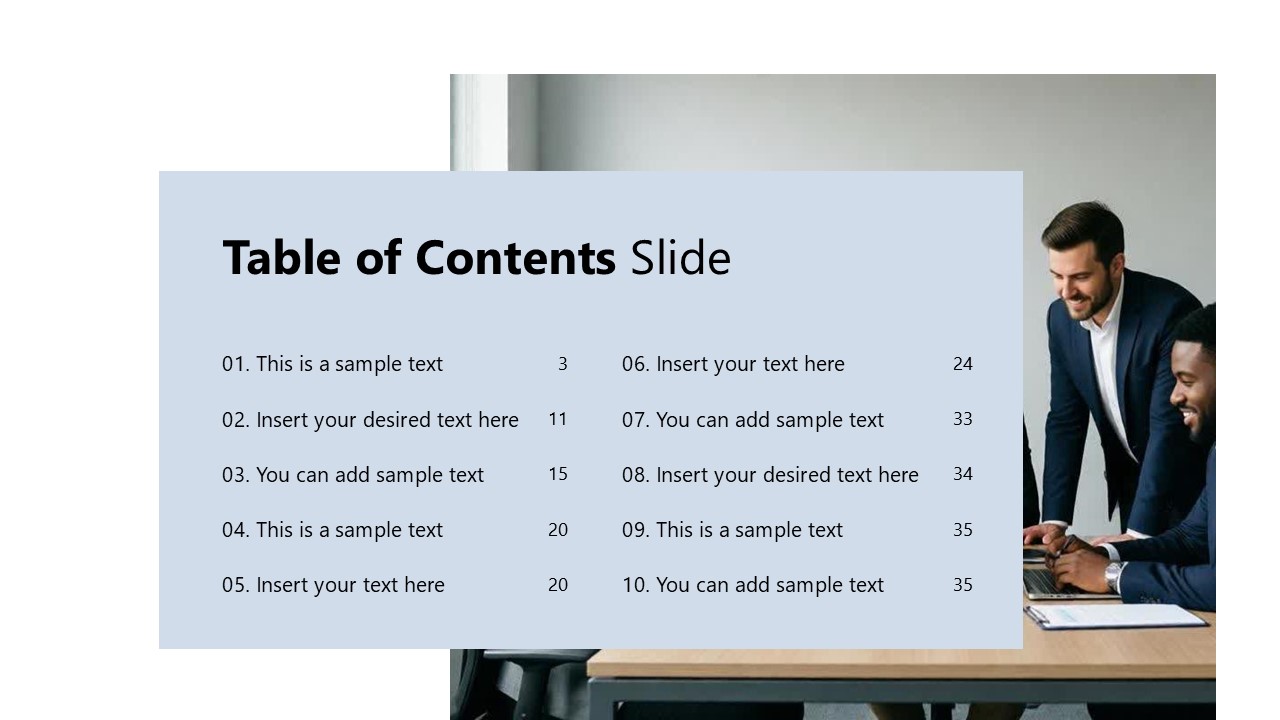 Table of Contents Slide
01. This is a sample text 3
02. Insert your desired text here 11
03. You can add sample text 15
04. This is a sample text 20
05. Insert your text here 20
06. Insert your text here 24
07. You can add sample text 33
08. Insert your desired text here 34
09. This is a sample text 35
10. You can add sample text 35